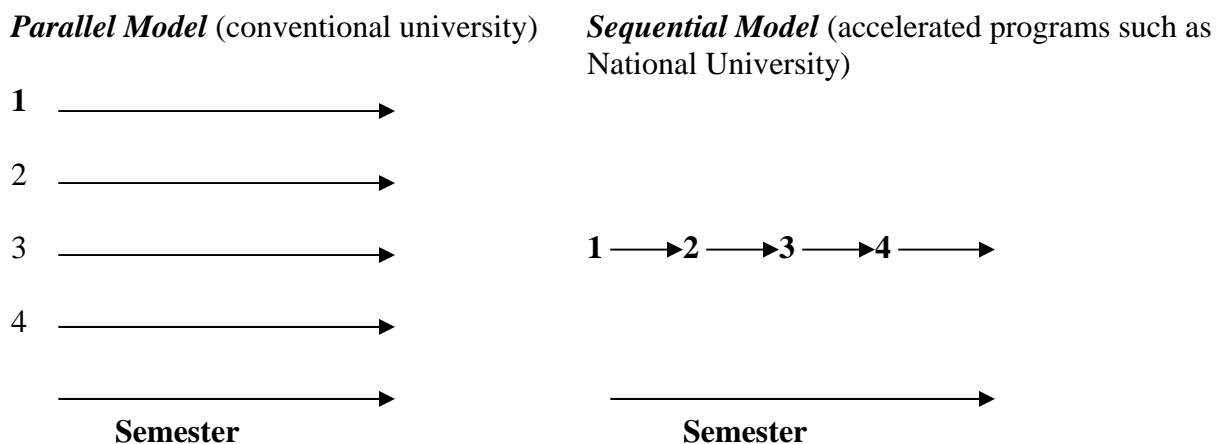 Parallel Model (conventional university)
1
2
3
4
Semester
Sequential Model (accelerated programs such as
National University)
1 2 3 4
Semester